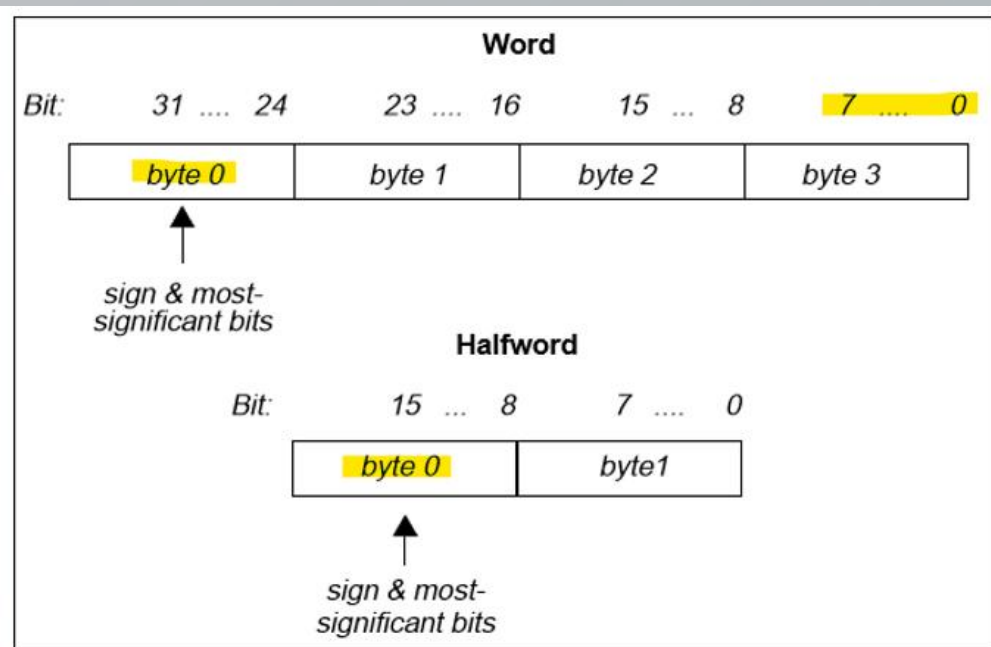 Word
Bit: 31 .... 24 23 .... 16 15 ... 8 7 .... 0
byte 0 byte 1 byte 2 byte 3
sign & most-
significant bits
Halfword
Bit: 15 ... 8 7 .... 0
byte 0 byte1
sign & most-
significant bits